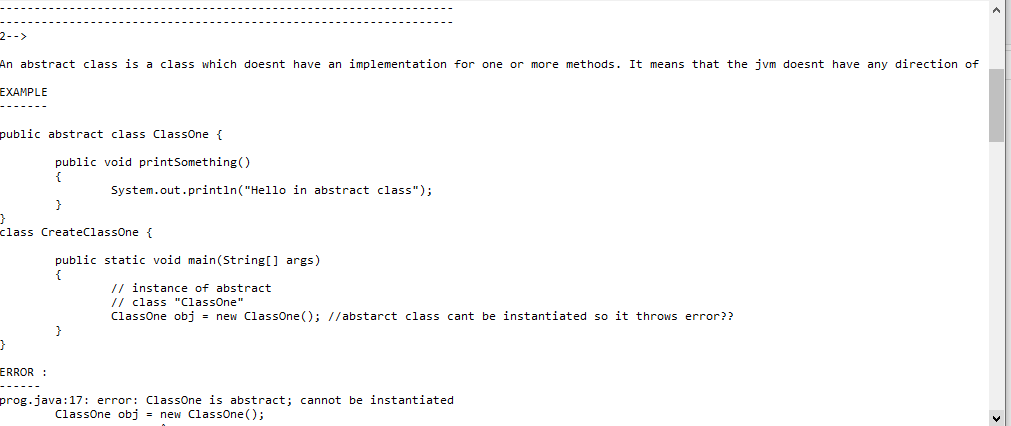 -----------------------------------------------------------------
-----------------------------------------------------------------
2-->
An abstract class is a class which doesnt have an implementation for one or more methods. It means that the jvm doesnt have any direction of
EXAMPLE
-------
public abstract class ClassOne {
public void printSomething()
{
System.out.println("Hello in abstract class");
}
}
class CreateClassOne {
public static void main(String[] args)
{
// instance of abstract
// class "ClassOne"
ClassOne obj = new ClassOne(); //abstarct class cant be instantiated so it throws error??
}
}
ERROR :
------
prog.java:17: error: ClassOne is abstract; cannot be instantiated
ClassOne obj = new ClassOne();
^